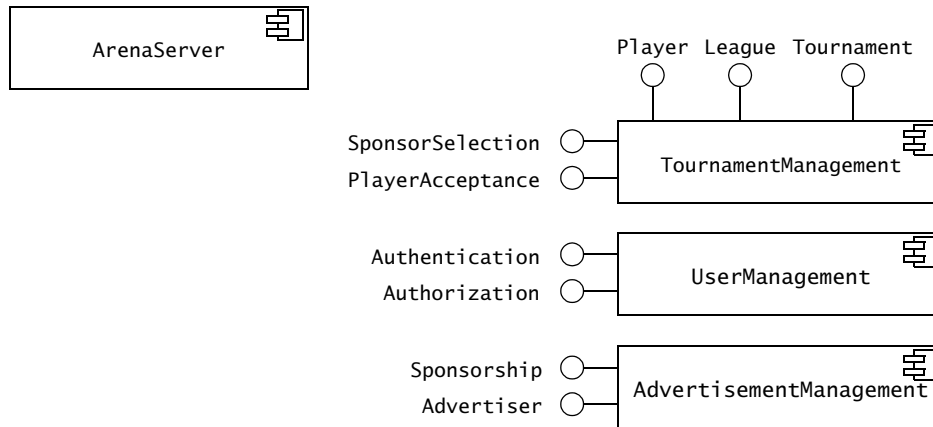 ArenaServer
Player League Tournament
SponsorSelection
TournamentManagement
PlayerAcceptance
Authentication
UserManagement
Authorization
Sponsorship
AdvertisementManagement
Advertiser